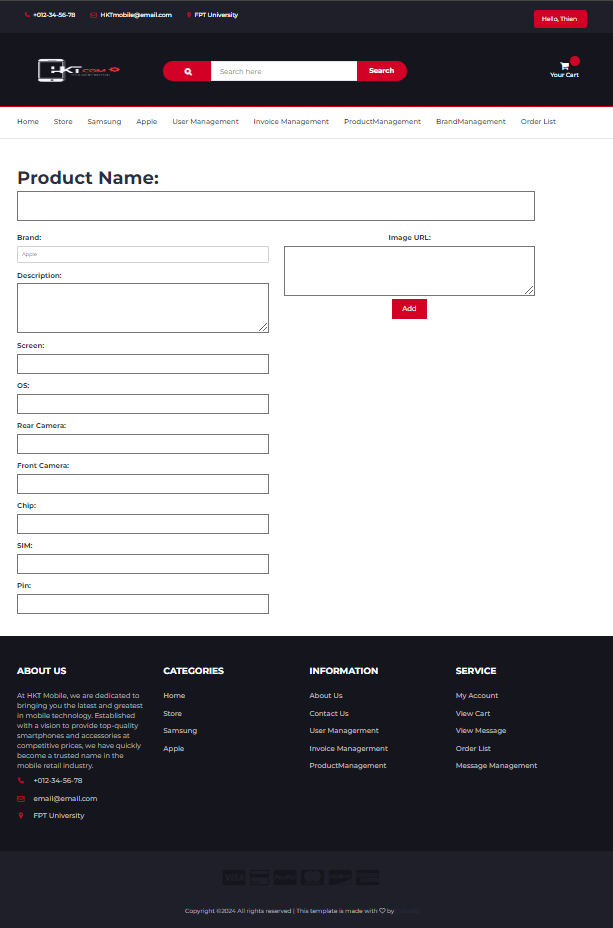 +012-34-56-78 HKTmobile@email.com FPT University Hello, Thien
HKT.COM
Search here Search Your Cart
Home Store Samsung Apple User Management Invoice Management ProductManagement BrandManagement Order List
Product Name:
Brand: Image URL:
Apple
Description:
Add
Screen:
OS:
Rear Camera:
Front Camera:
Chip:
SIM:
Pin:
ABOUT US CATEGORIES INFORMATION SERVICE
At HKT Mobile, we are dedicated to
bringing you the latest and greatest
in mobile technology. Established
with a vision to provide top-quality
smartphones and accessories at
competitive prices, we have quickly
become a trusted name in the
mobile retail industry.
+012-34-56-78
email@email.com
FPT University
Home
Store
Samsung
Apple
About Us
Contact Us
User Managerment
Invoice Managerment
ProductManagement
My Account
View Cart
View Message
Order List
Message Management
VISA
Copyright ©2024 All rights reserved | This template is made with ♡ by